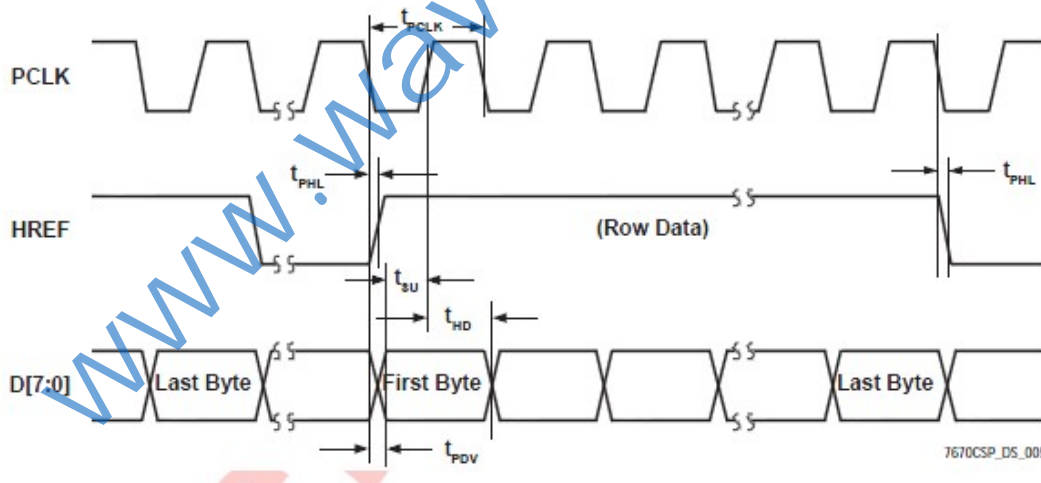 tPCLK
PCLK
tPHL
tPHL
HREF
(Row Data)
tSU
tHD
D[7:0]
Last Byte
First Byte
Last Byte
tPDV
7670CSP_DS_005
www.wav